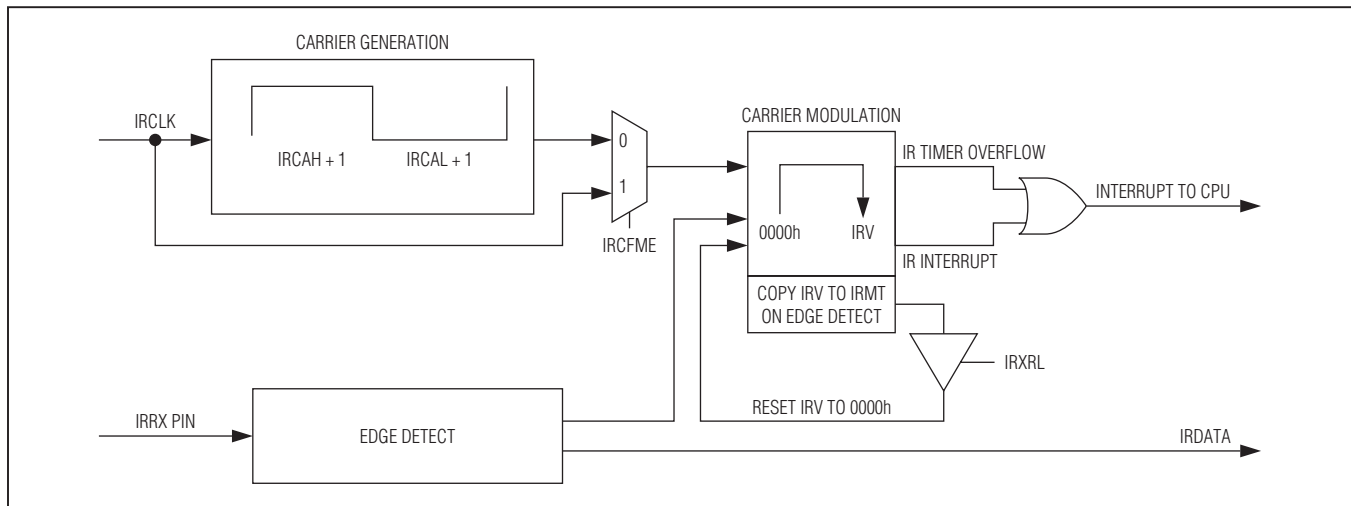 CARRIER GENERATION
IRCLK
IRCAH + 1
IRCAL + 1
0
1
IRCFME
CARRIER MODULATION
0000h
IRV
IR TIMER OVERFLOW
IR INTERRUPT
INTERRUPT TO CPU
COPY IRV TO IRMT
ON EDGE DETECT
IRXRL
RESET IRV TO 0000h
IRRX PIN
EDGE DETECT
IRDATA